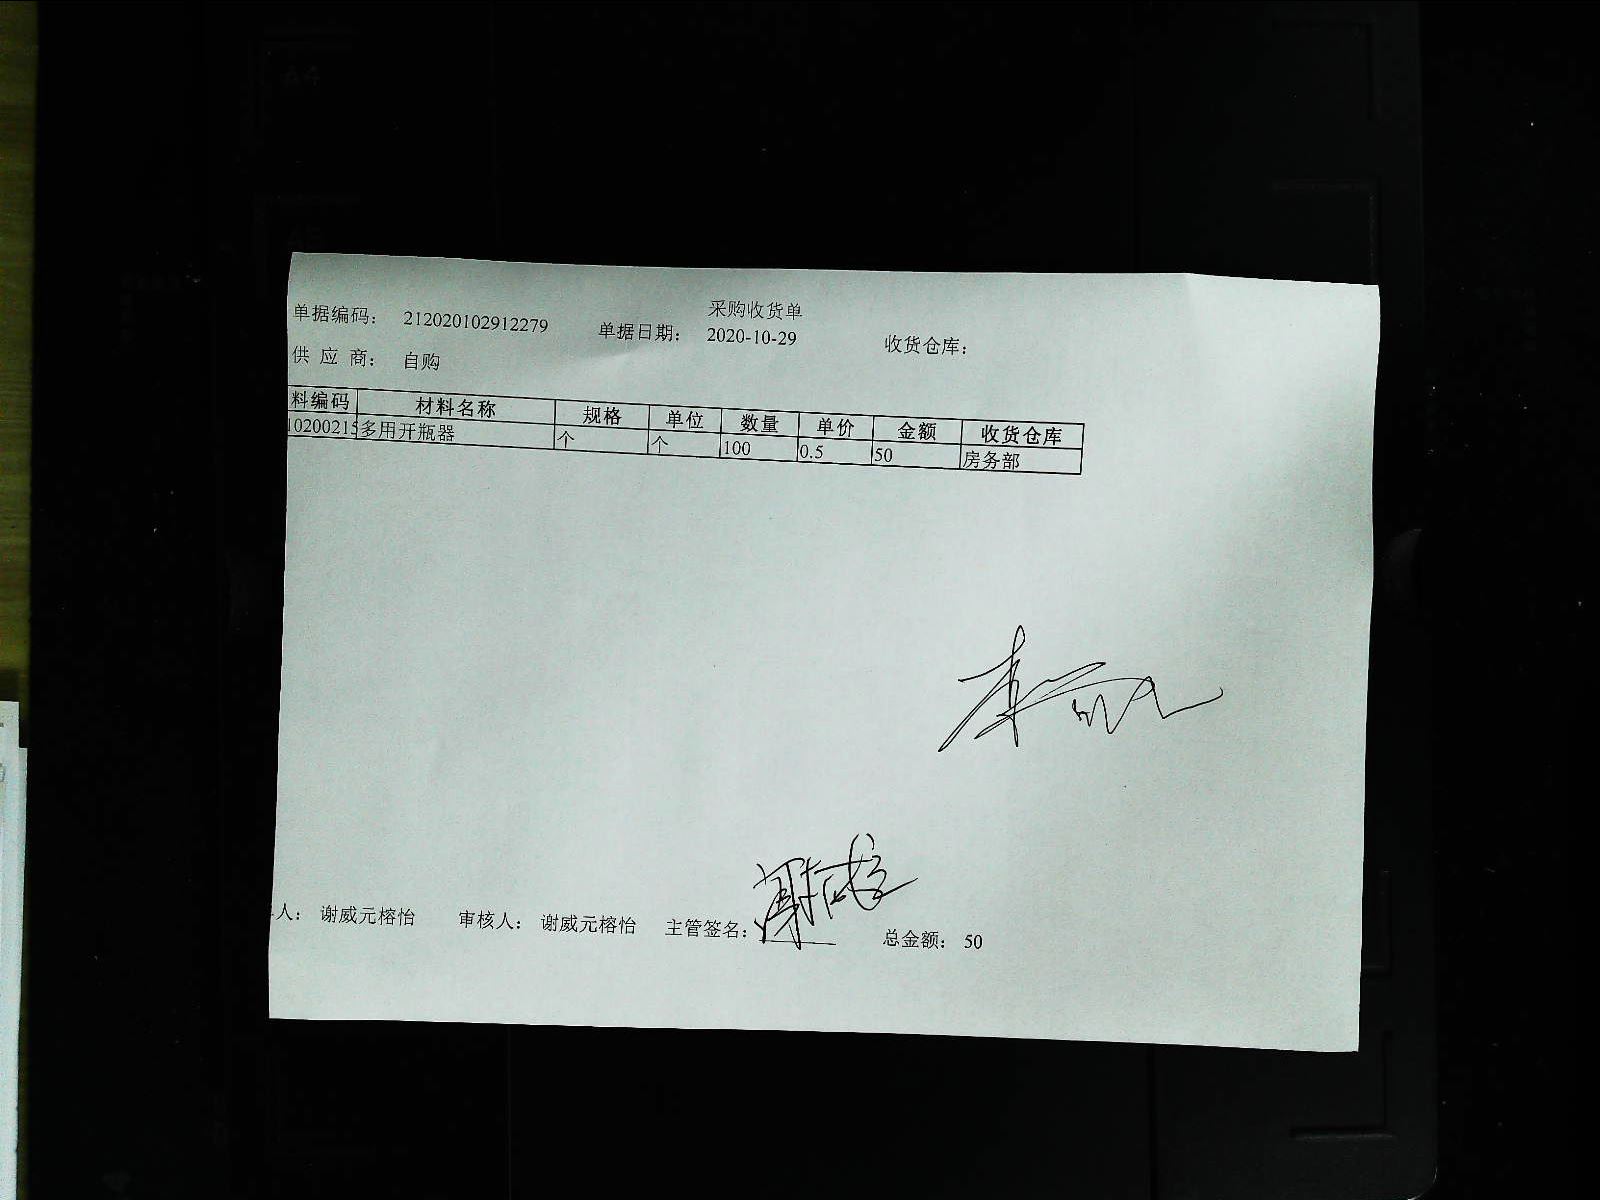 采购收货单
单据编码： 212020102912279 单据日期： 2020-10-29 收货仓库：
供 应 商： 自购
料编码 材料名称 规格 单位 数量 单价 金额 收货仓库
10200215 多用开瓶器 个 个 100 0.5 50 房务部
人： 谢威元榕怡 审核人： 谢威元榕怡 主管签名： 总金额： 50